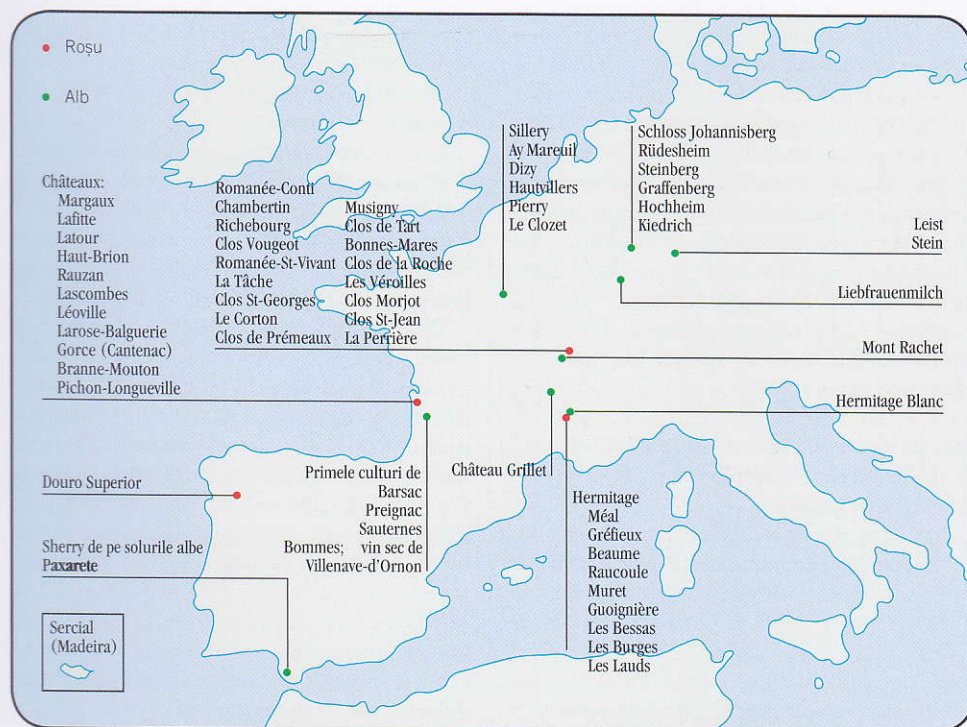 Roșu
Alb
Châteaux:
Margaux
Lafitte
Latour
Haut-Brion
Rauzan
Lascombes
Léoville
Larose-Balguerie
Gorce (Cantenac)
Branne-Mouton
Pichon-Longueville
Romanée-Conti
Chambertin
Richebourg
Clos Vougeot
Romanée-St-Vivant
La Tâche
Clos St-Georges
Le Corton
Clos de Prémeaux
Musigny
Clos de Tart
Bonnes-Mares
Clos de la Roche
Les Véroilles
Clos Morjot
Clos St-Jean
La Perrière
Sillery
Ay Mareuil
Dizy
Hautvillers
Pierry
Le Clozet
Schloss Johannisberg
Rüdesheim
Steinberg
Graffenberg
Hochheim
Kiedrich
Leist
Stein
Liebfrauenmilch
Mont Rachet
Hermitage Blanc
Château Grillet
Douro Superior
Primele culturi de
Barsac
Preignac
Sauternes
Bommes; vin sec de
Villenave-d'Ornon
Hermitage
Méal
Gréfieux
Beaume
Raucoule
Muret
Guoignière
Les Bessas
Les Burges
Les Lauds
Sherry de pe solurile albe
Paxarete
Sercial
(Madeira)